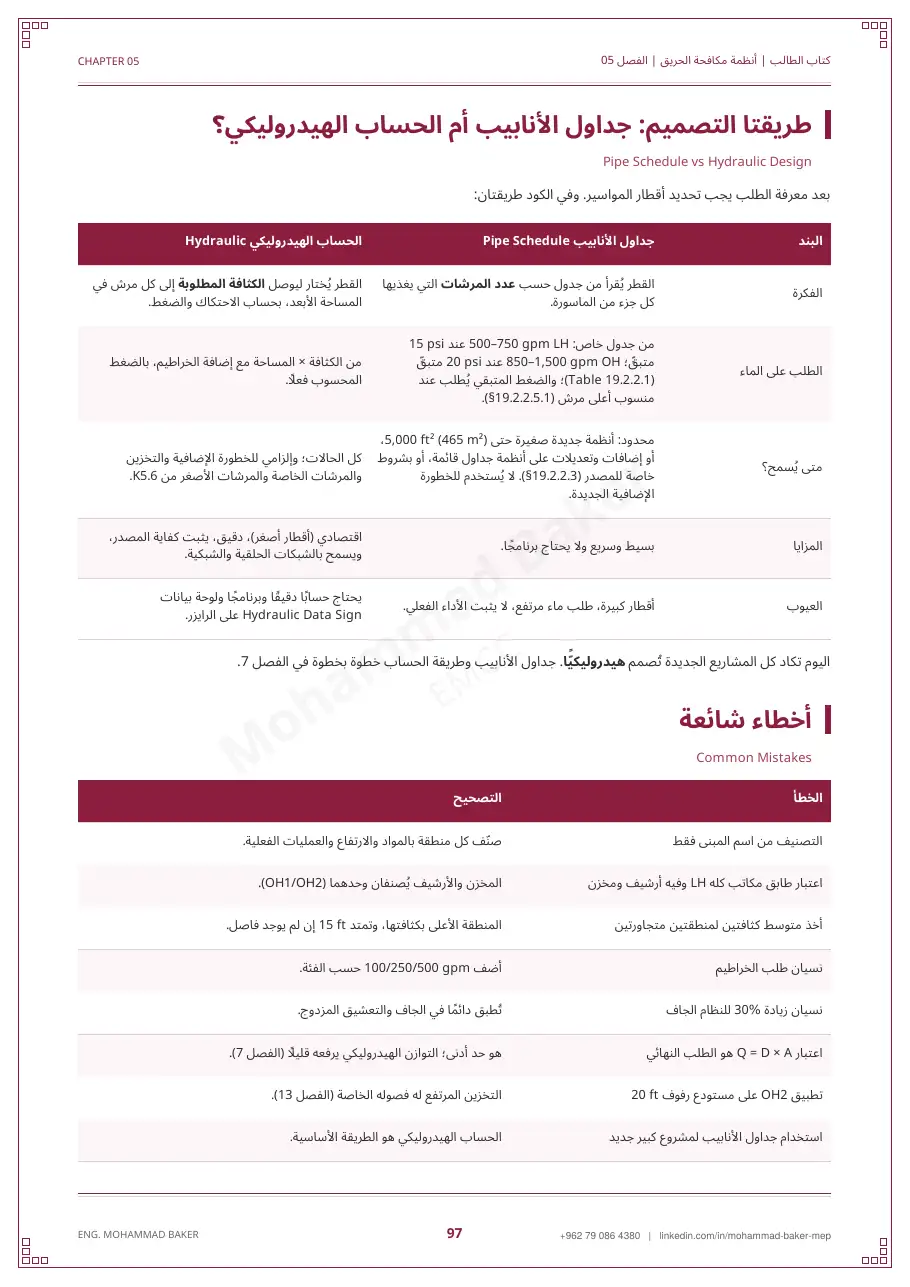 كتاب الطالب | أنظمة مكافحة الحريق | الفصل 05
CHAPTER 05
طريقتا التصميم: جداول الأنابيب أم الحساب الهيدروليكي؟
Pipe Schedule vs Hydraulic Design
بعد معرفة الطلب يجب تحديد أقطار المواسير. وفي الكود طريقتان:
البند
جداول الأنابيب Pipe Schedule
الحساب الهيدروليكي Hydraulic
الفكرة
القطر يُقرأ من جدول حسب عدد المرشات التي يغذيها
كل جزء من الماسورة.
القطر يُختار ليوصل الكثافة المطلوبة إلى كل مرش في
المساحة الأبعد، بحساب الاحتكاك والضغط.
الطلب على الماء
من جدول خاص: LH 500–750 gpm عند 15 psi
متبقٍّ؛ OH 850–1,500 gpm عند 20 psi متبقٍّ
(Table 19.2.2.1)؛ والضغط المتبقي يُطلب عند
منسوب أعلى مرش (§19.2.2.5.1).
من الكثافة × المساحة مع إضافة الخراطيم، بالضغط
المحسوب فعلًا.
متى يُسمح؟
محدود: أنظمة جديدة صغيرة حتى 5,000 ft² (465 m²)،
أو إضافات وتعديلات على أنظمة جداول قائمة، أو بشروط
خاصة للمصدر (§19.2.2.3). لا يُستخدم للخطورة
الإضافية الجديدة.
كل الحالات؛ وإلزامي للخطورة الإضافية والتخزين
والمرشات الخاصة والمرشات الأصغر من K5.6.
المزايا
بسيط وسريع ولا يحتاج برنامجًا.
اقتصادي (أقطار أصغر)، دقيق، يثبت كفاية المصدر،
ويسمح بالشبكات الحلقية والشبكية.
العيوب
أقطار كبيرة، طلب ماء مرتفع، لا يثبت الأداء الفعلي.
يحتاج حسابًا دقيقًا وبرنامجًا ولوحة بيانات
Hydraulic Data Sign على الرايزر.
اليوم تكاد كل المشاريع الجديدة تُصمم هيدروليكيًّا. جداول الأنابيب وطريقة الحساب خطوة بخطوة في الفصل 7.
أخطاء شائعة
Common Mistakes
الخطأ
التصحيح
التصنيف من اسم المبنى فقط
صنّف كل منطقة بالمواد والارتفاع والعمليات الفعلية.
اعتبار طابق مكاتب كله LH وفيه أرشيف ومخزن
المخزن والأرشيف يُصنفان وحدهما (OH1/OH2).
أخذ متوسط كثافتين لمنطقتين متجاورتين
المنطقة الأعلى بكثافتها، وتمتد 15 ft إن لم يوجد فاصل.
نسيان طلب الخراطيم
أضف 100/250/500 gpm حسب الفئة.
نسيان زيادة 30% للنظام الجاف
تُطبق دائمًا في الجاف والتعشيق المزدوج.
اعتبار Q = D × A هو الطلب النهائي
هو حد أدنى؛ التوازن الهيدروليكي يرفعه قليلًا (الفصل 7).
تطبيق OH2 على مستودع رفوف 20 ft
التخزين المرتفع له فصوله الخاصة (الفصل 13).
استخدام جداول الأنابيب لمشروع كبير جديد
الحساب الهيدروليكي هو الطريقة الأساسية.
Mohammad Baker
EMCC
ENG. MOHAMMAD BAKER
97
+962 79 086 4380 | linkedin.com/in/mohammad-baker-mep